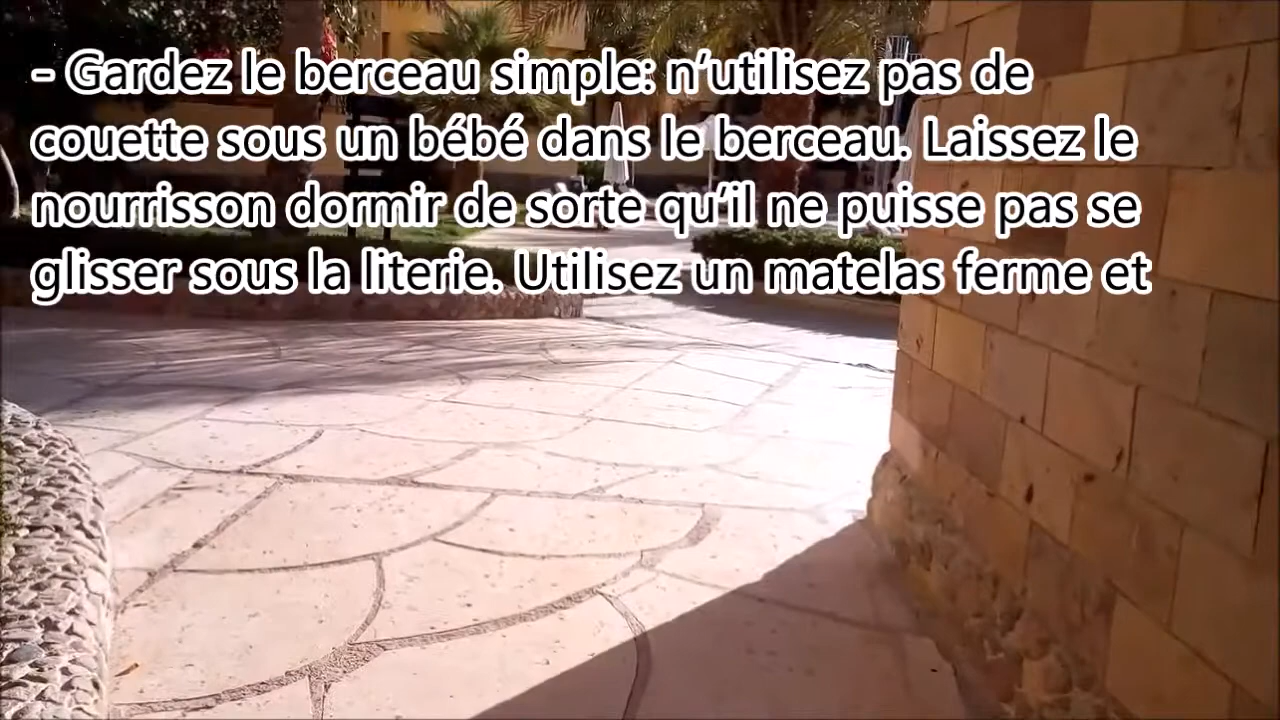 - Gardez le berceau simple: n’utilisez pas de
couette sous un bébé dans le berceau. Laissez le
nourrisson dormir de sorte qu’il ne puisse pas se
glisser sous la literie. Utilisez un matelas ferme et